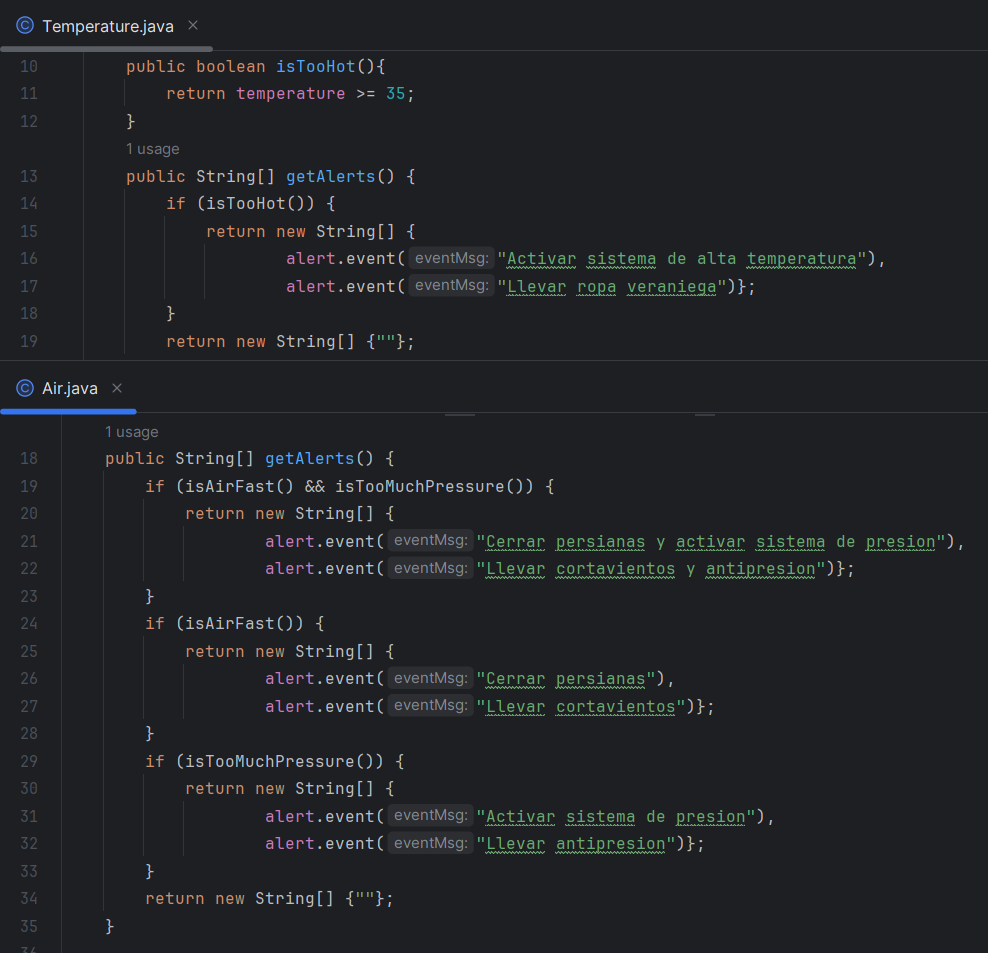 Temperature.java
10 public boolean isTooHot(){
11 return temperature >= 35;
12 }
1 usage
13 public String[] getAlerts() {
14 if (isTooHot()) {
15 return new String[] {
16 alert.event( eventMsg: "Activar sistema de alta temperatura"),
17 alert.event( eventMsg: "Llevar ropa veraniega")};
18 }
19 return new String[] {""};
Air.java
1 usage
18 public String[] getAlerts() {
19 if (isAirFast() && isTooMuchPressure()) {
20 return new String[] {
21 alert.event( eventMsg: "Cerrar persianas y activar sistema de presion"),
22 alert.event( eventMsg: "Llevar cortavientos y antipresion")};
23 }
24 if (isAirFast()) {
25 return new String[] {
26 alert.event( eventMsg: "Cerrar persianas"),
27 alert.event( eventMsg: "Llevar cortavientos")};
28 }
29 if (isTooMuchPressure()) {
30 return new String[] {
31 alert.event( eventMsg: "Activar sistema de presion"),
32 alert.event( eventMsg: "Llevar antipresion")};
33 }
34 return new String[] {""};
35 }
36